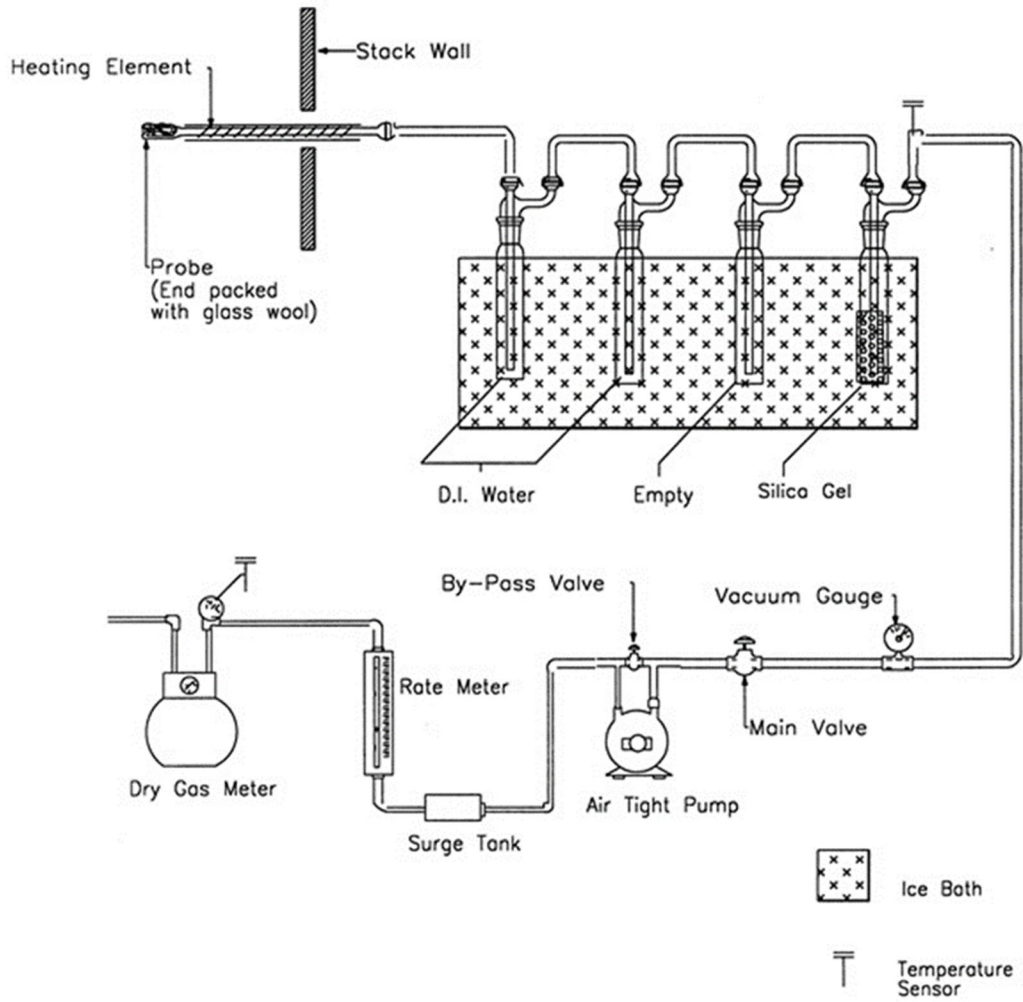 Stack Wall
Heating Element
Probe
(End packed
with glass wool)
D.I. Water
Empty
Silica Gel
By-Pass Valve
Vacuum Gauge
Rate Meter
Main Valve
Dry Gas Meter
Air Tight Pump
Surge Tank
Ice Bath
Temperature
Sensor